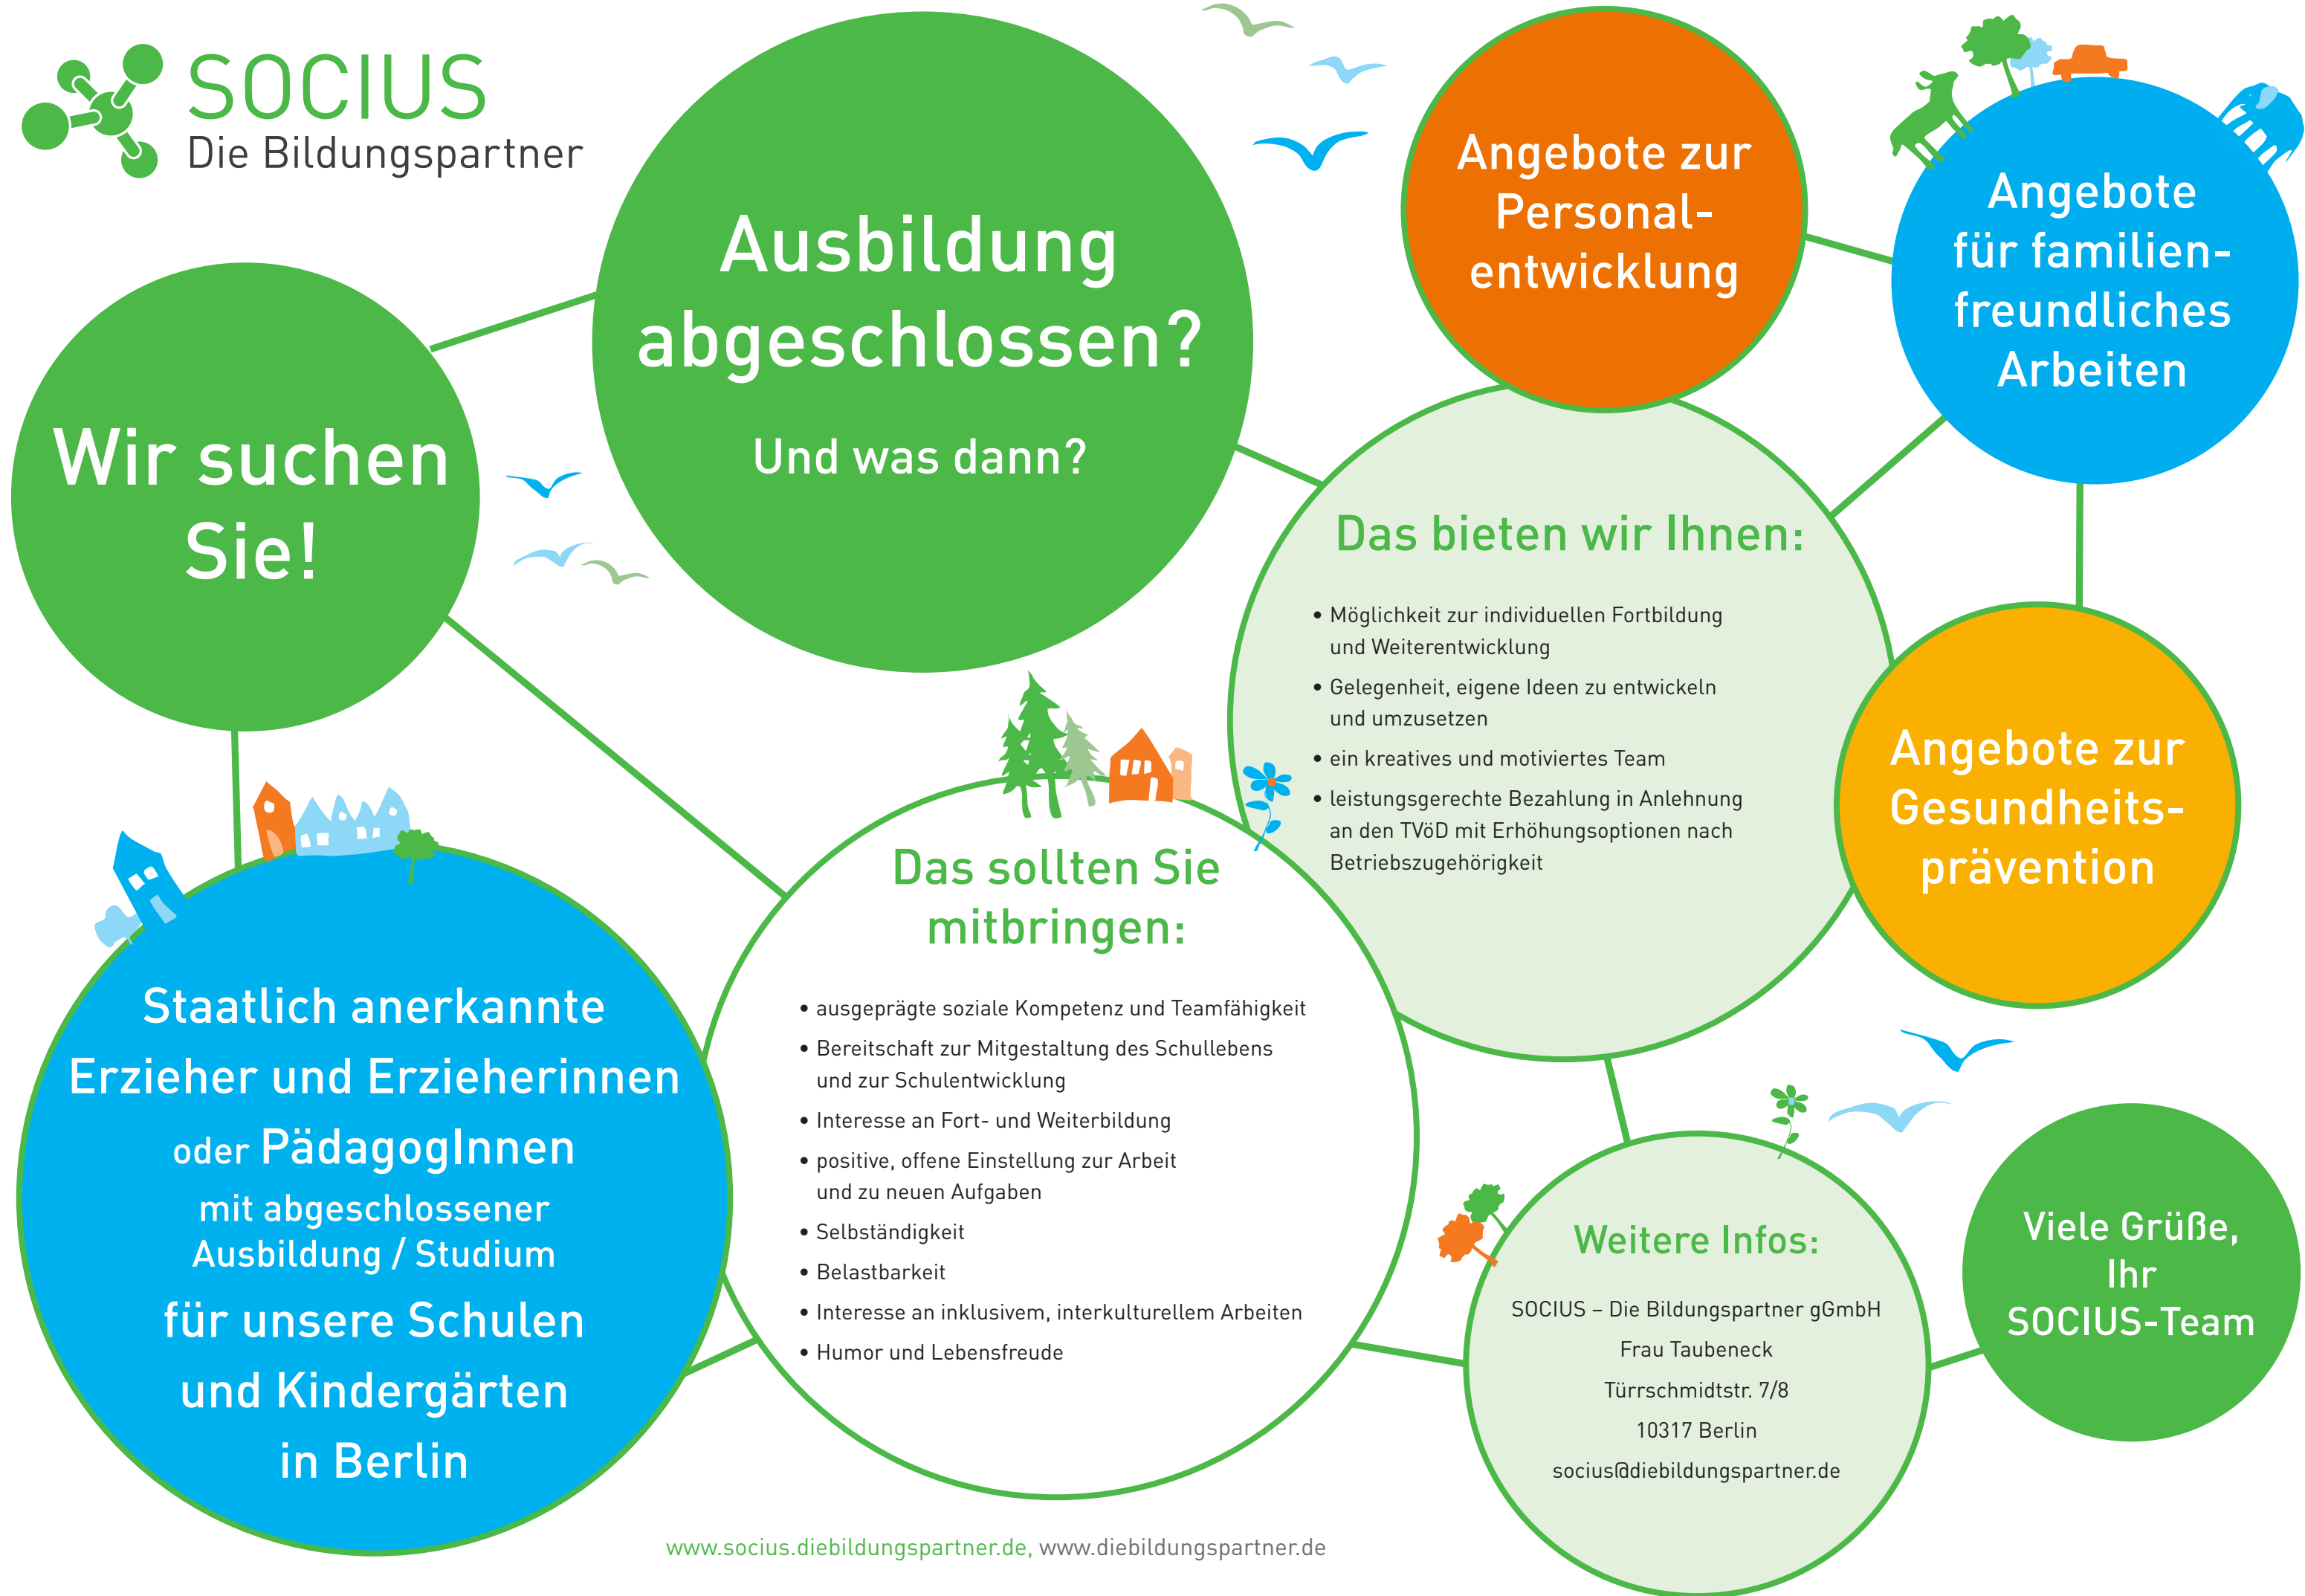 SOCIUS
Die Bildungspartner
Wir suchen
Sie!
Ausbildung
abgeschlossen?
Und was dann?
Angebote zur
Personal-
entwicklung
Angebote
für familien-
freundliches
Arbeiten
Das bieten wir Ihnen:
• Möglichkeit zur individuellen Fortbildung
und Weiterentwicklung
• Gelegenheit, eigene Ideen zu entwickeln
und umzusetzen
• ein kreatives und motiviertes Team
• leistungsgerechte Bezahlung in Anlehnung
an den TVöD mit Erhöhungsoptionen nach
Betriebszugehörigkeit
Angebote zur
Gesundheits-
prävention
Staatlich anerkannte
Erzieher und Erzieherinnen
oder PädagogInnen
mit abgeschlossener
Ausbildung / Studium
für unsere Schulen
und Kindergärten
in Berlin
Das sollten Sie
mitbringen:
• ausgeprägte soziale Kompetenz und Teamfähigkeit
• Bereitschaft zur Mitgestaltung des Schullebens
und zur Schulentwicklung
• Interesse an Fort- und Weiterbildung
• positive, offene Einstellung zur Arbeit
und zu neuen Aufgaben
• Selbständigkeit
• Belastbarkeit
• Interesse an inklusivem, interkulturellem Arbeiten
• Humor und Lebensfreude
Weitere Infos:
SOCIUS – Die Bildungspartner gGmbH
Frau Taubeneck
Türrschmidtstr. 7/8
10317 Berlin
socius@diebildungspartner.de
Viele Grüße,
Ihr
SOCIUS-Team
www.socius.diebildungspartner.de, www.diebildungspartner.de